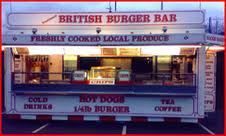 BRITISH BURGER BAR
FRESHLY COOKED LOCAL PRODUCE
COLD
DRINKS
HOT DOGS
1/4lb BURGER
TEA
COFFEE